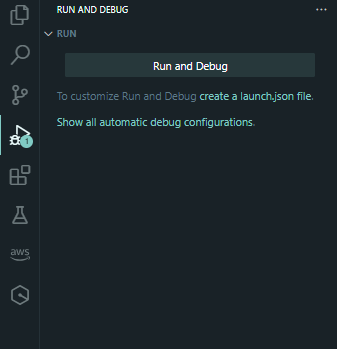 RUN AND DEBUG
RUN
Run and Debug
To customize Run and Debug create a launch.json file.
Show all automatic debug configurations.
1
aws